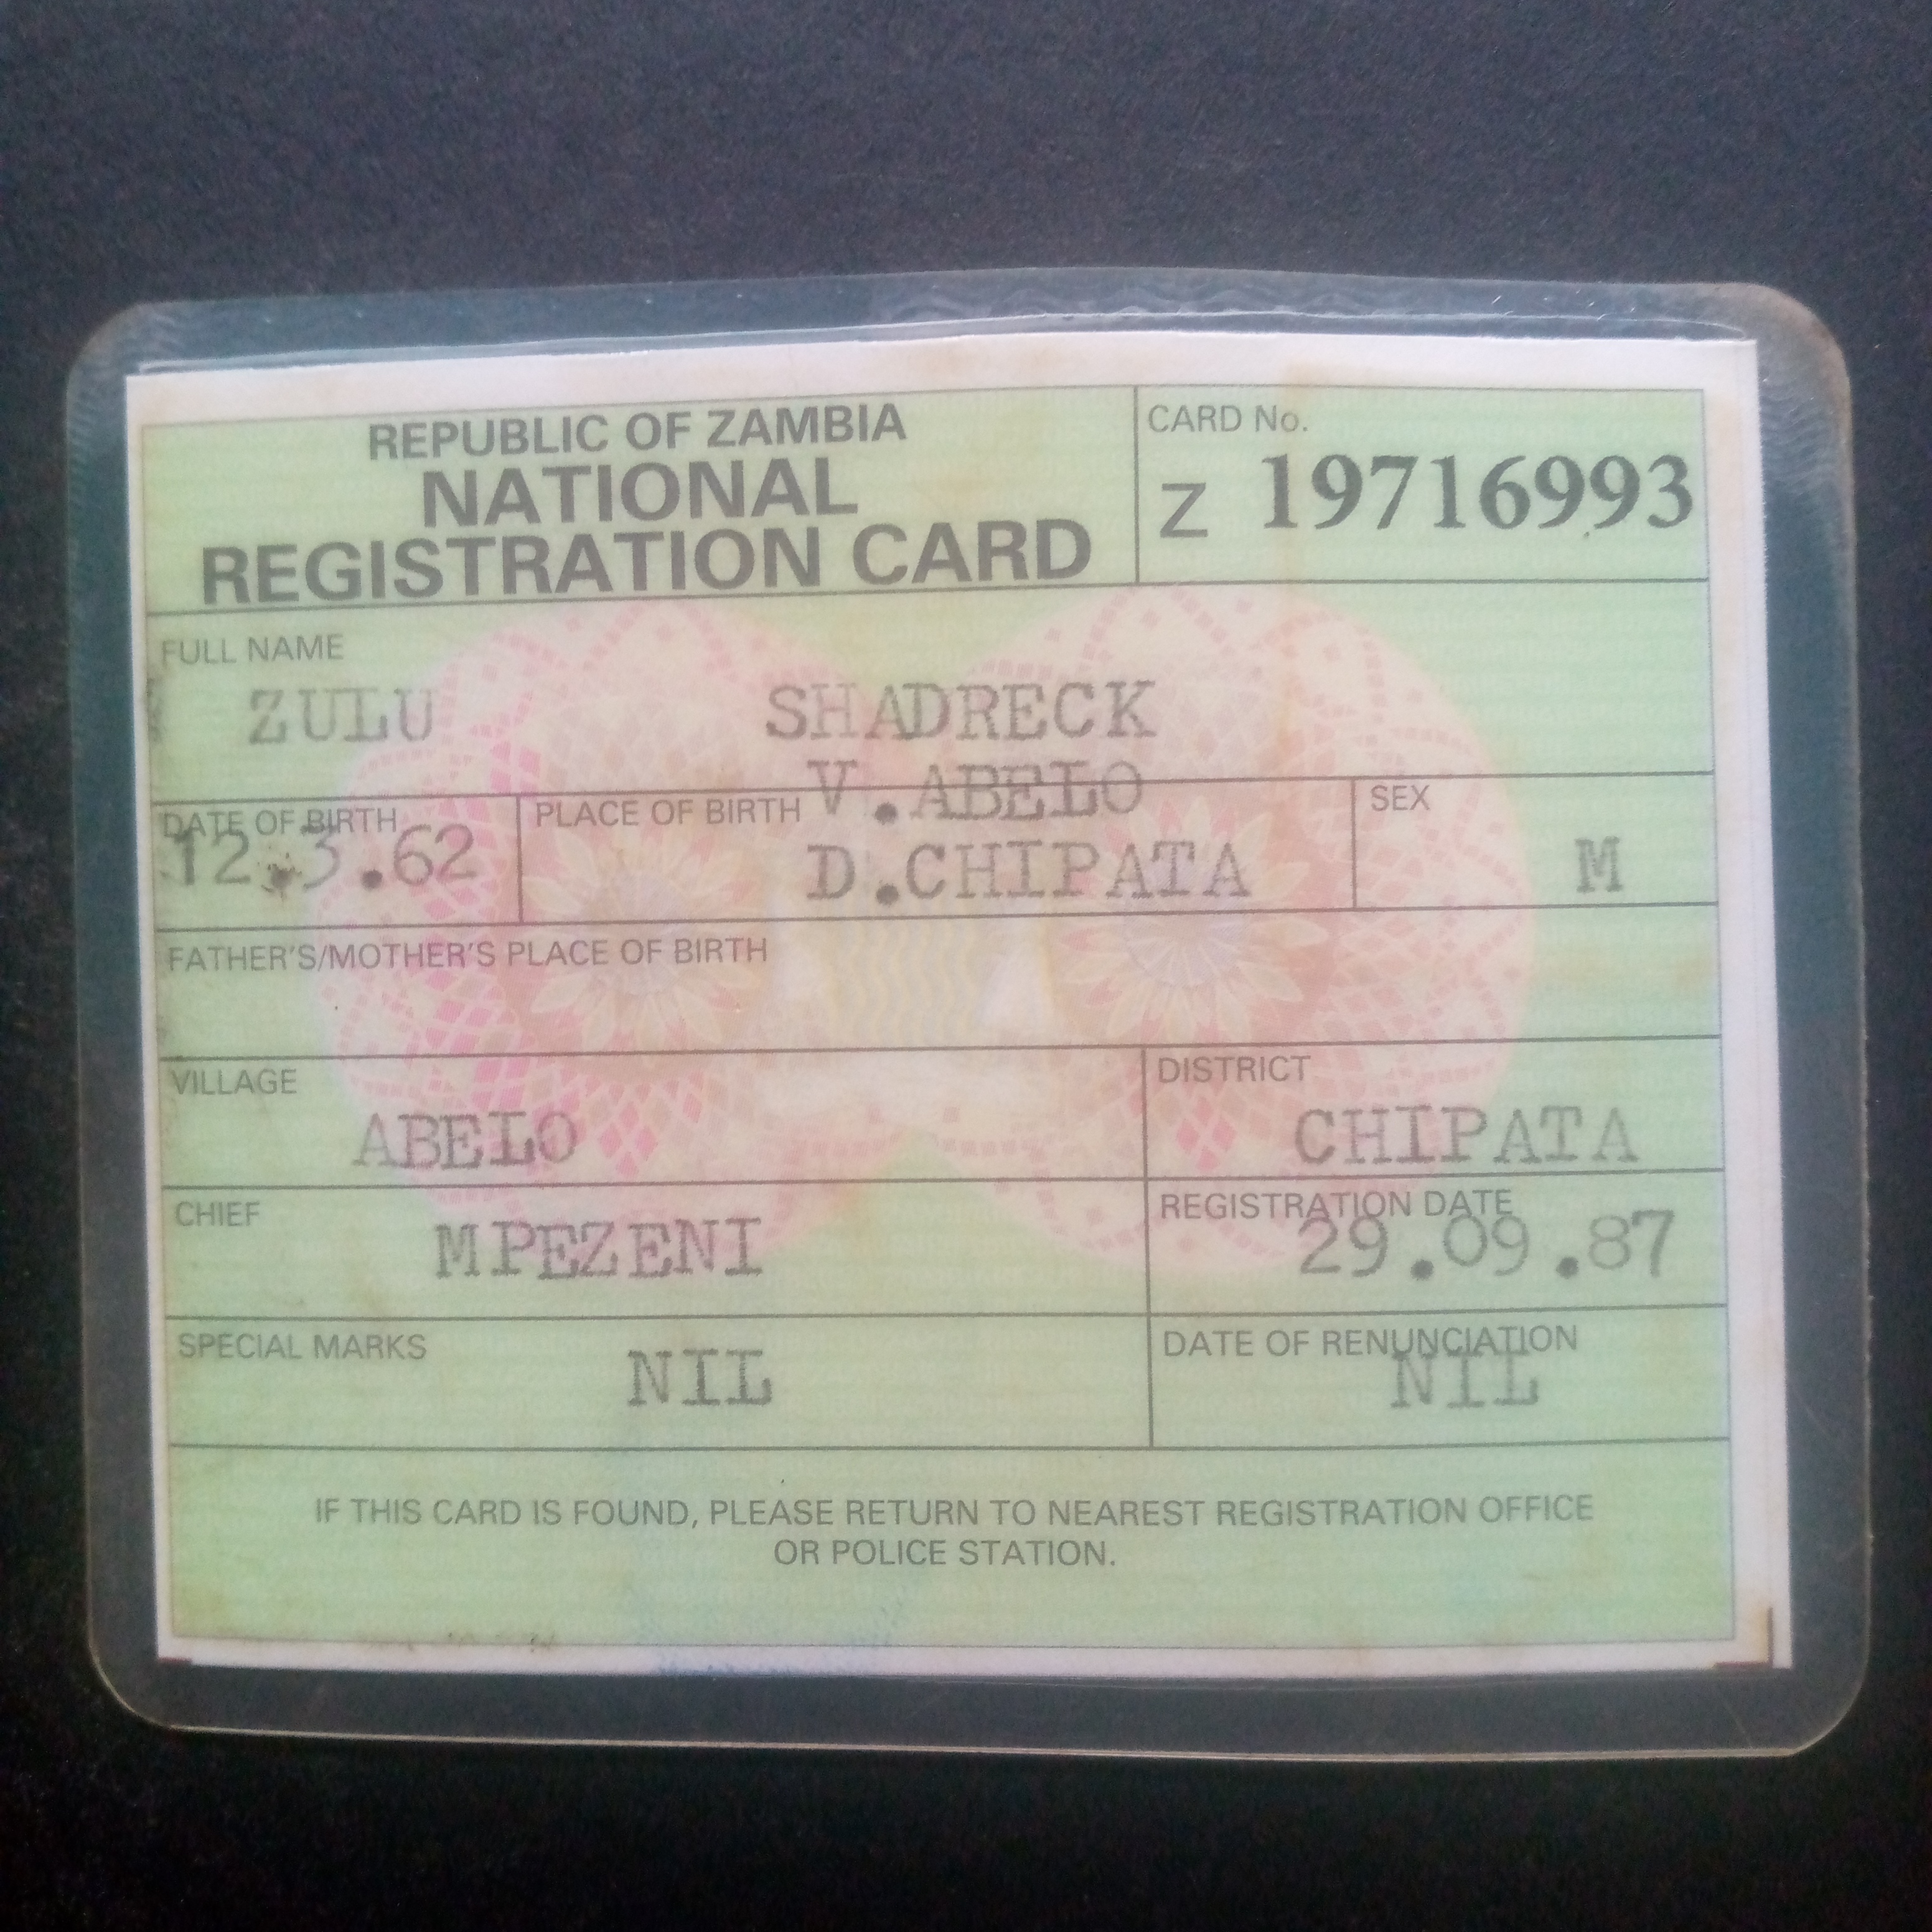 REPUBLIC OF ZAMBIA
NATIONAL
REGISTRATION CARD
CARD No.
Z 19716993
FULL NAME
ZULU SHADRECK
DATE OF BIRTH
12.3.62
PLACE OF BIRTH
V.ABELO
D.CHIPATA
SEX
M
FATHER'S/MOTHER'S PLACE OF BIRTH
VILLAGE
ABELO
DISTRICT
CHIPATA
CHIEF
MPEZENI
REGISTRATION DATE
29.09.87
SPECIAL MARKS
NIL
DATE OF RENUNCIATION
NIL
IF THIS CARD IS FOUND, PLEASE RETURN TO NEAREST REGISTRATION OFFICE
OR POLICE STATION.